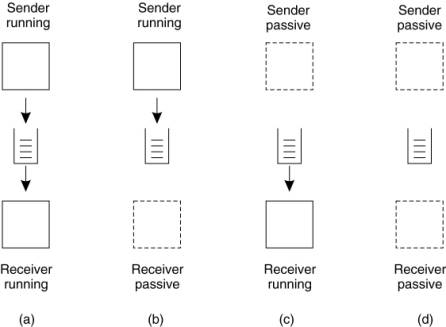 Sender
running
Sender
running
Sender
passive
Sender
passive
Receiver
running
Receiver
passive
Receiver
running
Receiver
passive
(a)
(b)
(c)
(d)